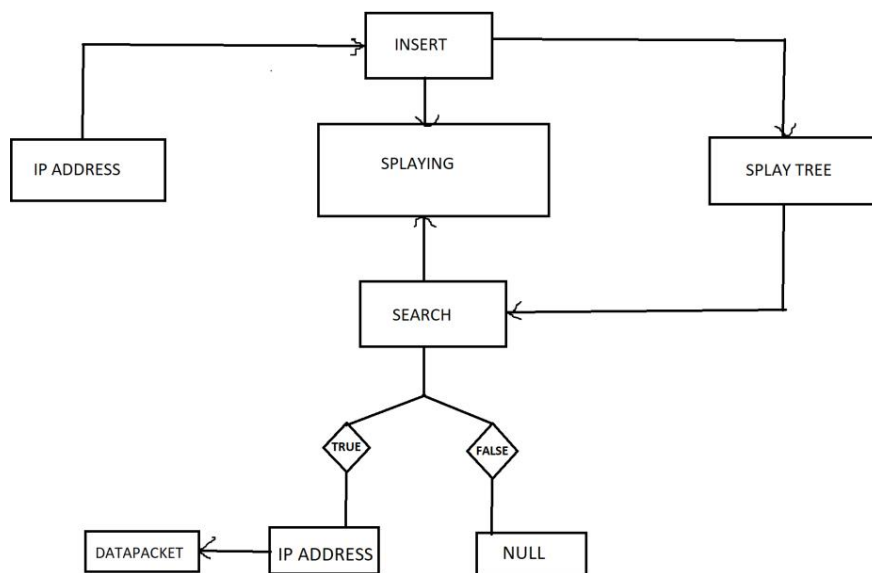 INSERT
IP ADDRESS
SPLAYING
SPLAY TREE
SEARCH
TRUE
FALSE
DATAPACKET
IP ADDRESS
NULL